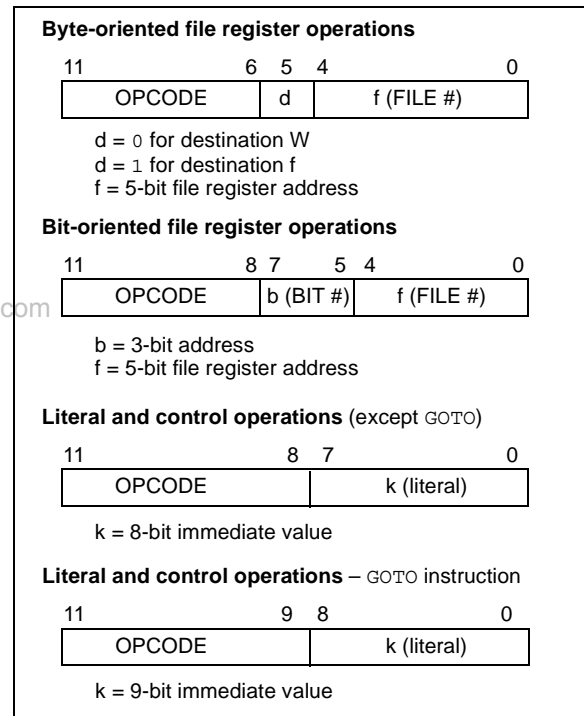 Byte-oriented file register operations
11 6 5 4 0
OPCODE d f (FILE #)
d = 0 for destination W
d = 1 for destination f
f = 5-bit file register address
Bit-oriented file register operations
11 8 7 5 4 0
OPCODE b (BIT #) f (FILE #)
com
b = 3-bit address
f = 5-bit file register address
Literal and control operations (except GOTO)
11 8 7 0
OPCODE k (literal)
k = 8-bit immediate value
Literal and control operations – GOTO instruction
11 9 8 0
OPCODE k (literal)
k = 9-bit immediate value